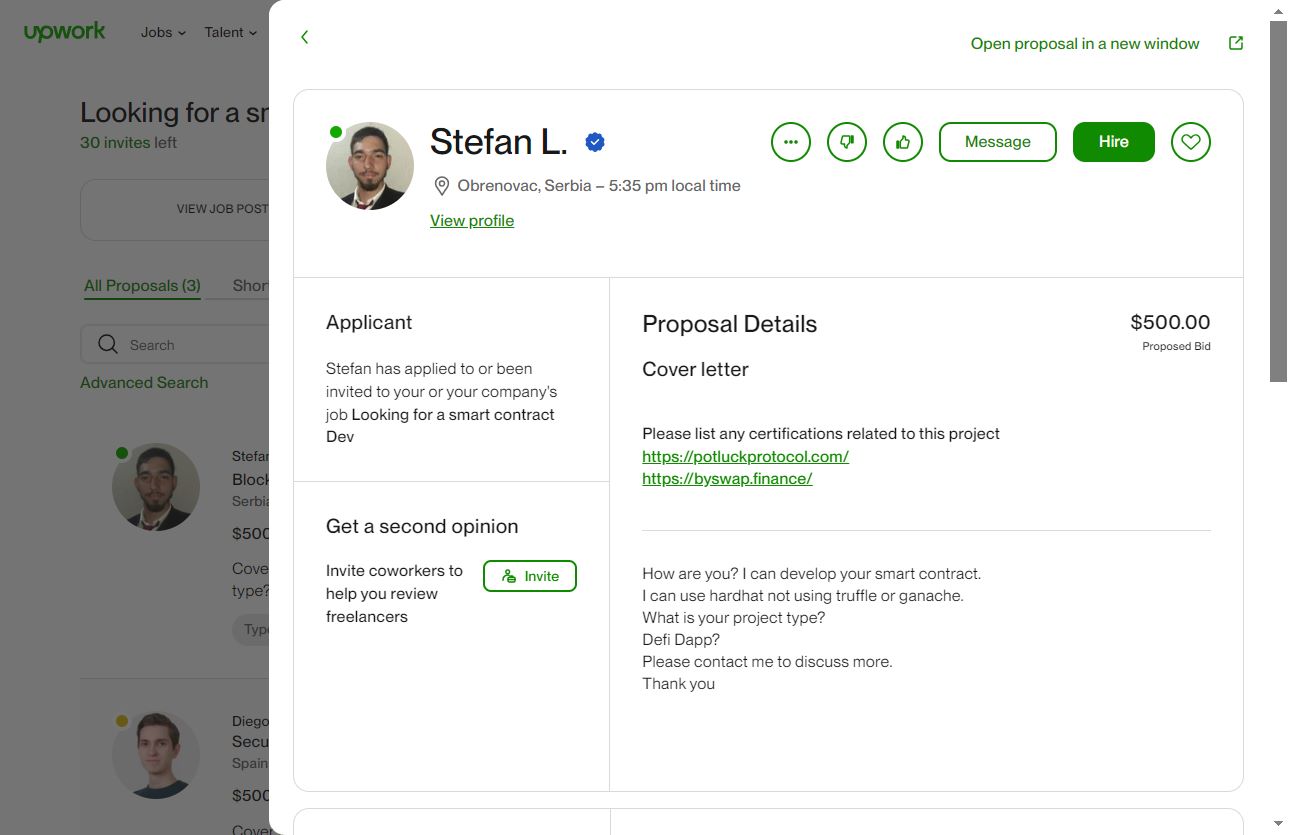 upwork
Jobs
Talent
Open proposal in a new window
Looking for a sm
30 invites left
VIEW JOB POST
All Proposals (3)
Shor
Search
Advanced Search
Stefan
Block
Serbia
$500
Cove
type?
Type
Diego
Secu
Spain
$500
Cover
Stefan L.
Obrenovac, Serbia – 5:35 pm local time
View profile
Message
Hire
Applicant
Stefan has applied to or been
invited to your or your company's
job Looking for a smart contract
Dev
Get a second opinion
Invite coworkers to
help you review
freelancers
Invite
Proposal Details
$500.00
Proposed Bid
Cover letter
Please list any certifications related to this project
https://potluckprotocol.com/
https://byswap.finance/
How are you? I can develop your smart contract.
I can use hardhat not using truffle or ganache.
What is your project type?
Defi Dapp?
Please contact me to discuss more.
Thank you